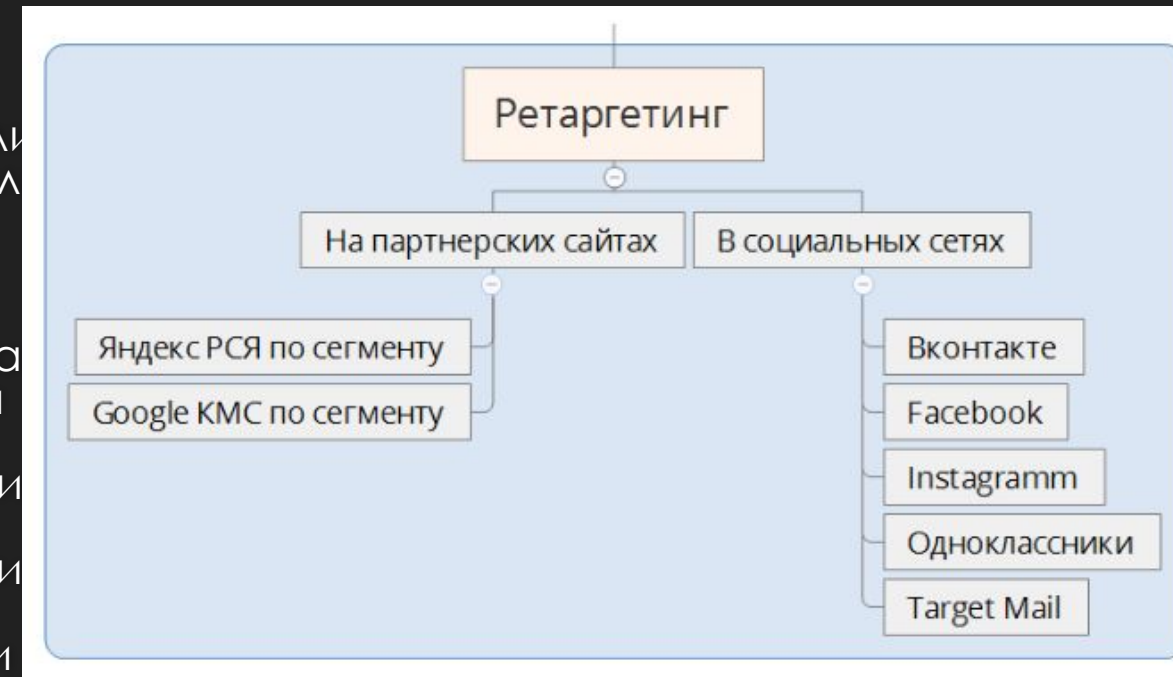 Ретаргетинг
На партнерских сайтах
В социальных сетях
Яндекс РСЯ по сегменту
Google КМС по сегменту
Вконтакте
Facebook
Instagramm
Одноклассники
Target Mail